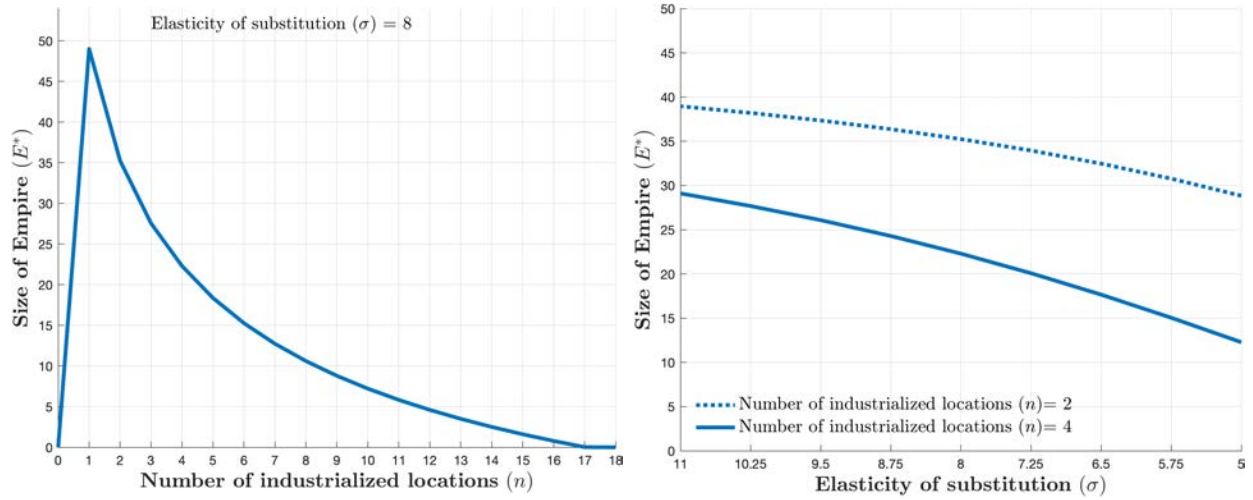 Elasticity of substitution (σ) = 8
Size of Empire (E*)
50
45
40
35
30
25
20
15
10
5
0
0 1 2 3 4 5 6 7 8 9 10 11 12 13 14 15 16 17 18
Number of industrialized locations (n)
Size of Empire (E*)
50
45
40
35
30
25
20
15
10
5
0
Number of industrialized locations (n)= 2
Number of industrialized locations (n)= 4
11 10.25 9.5 8.75 8 7.25 6.5 5.75 5
Elasticity of substitution (σ)